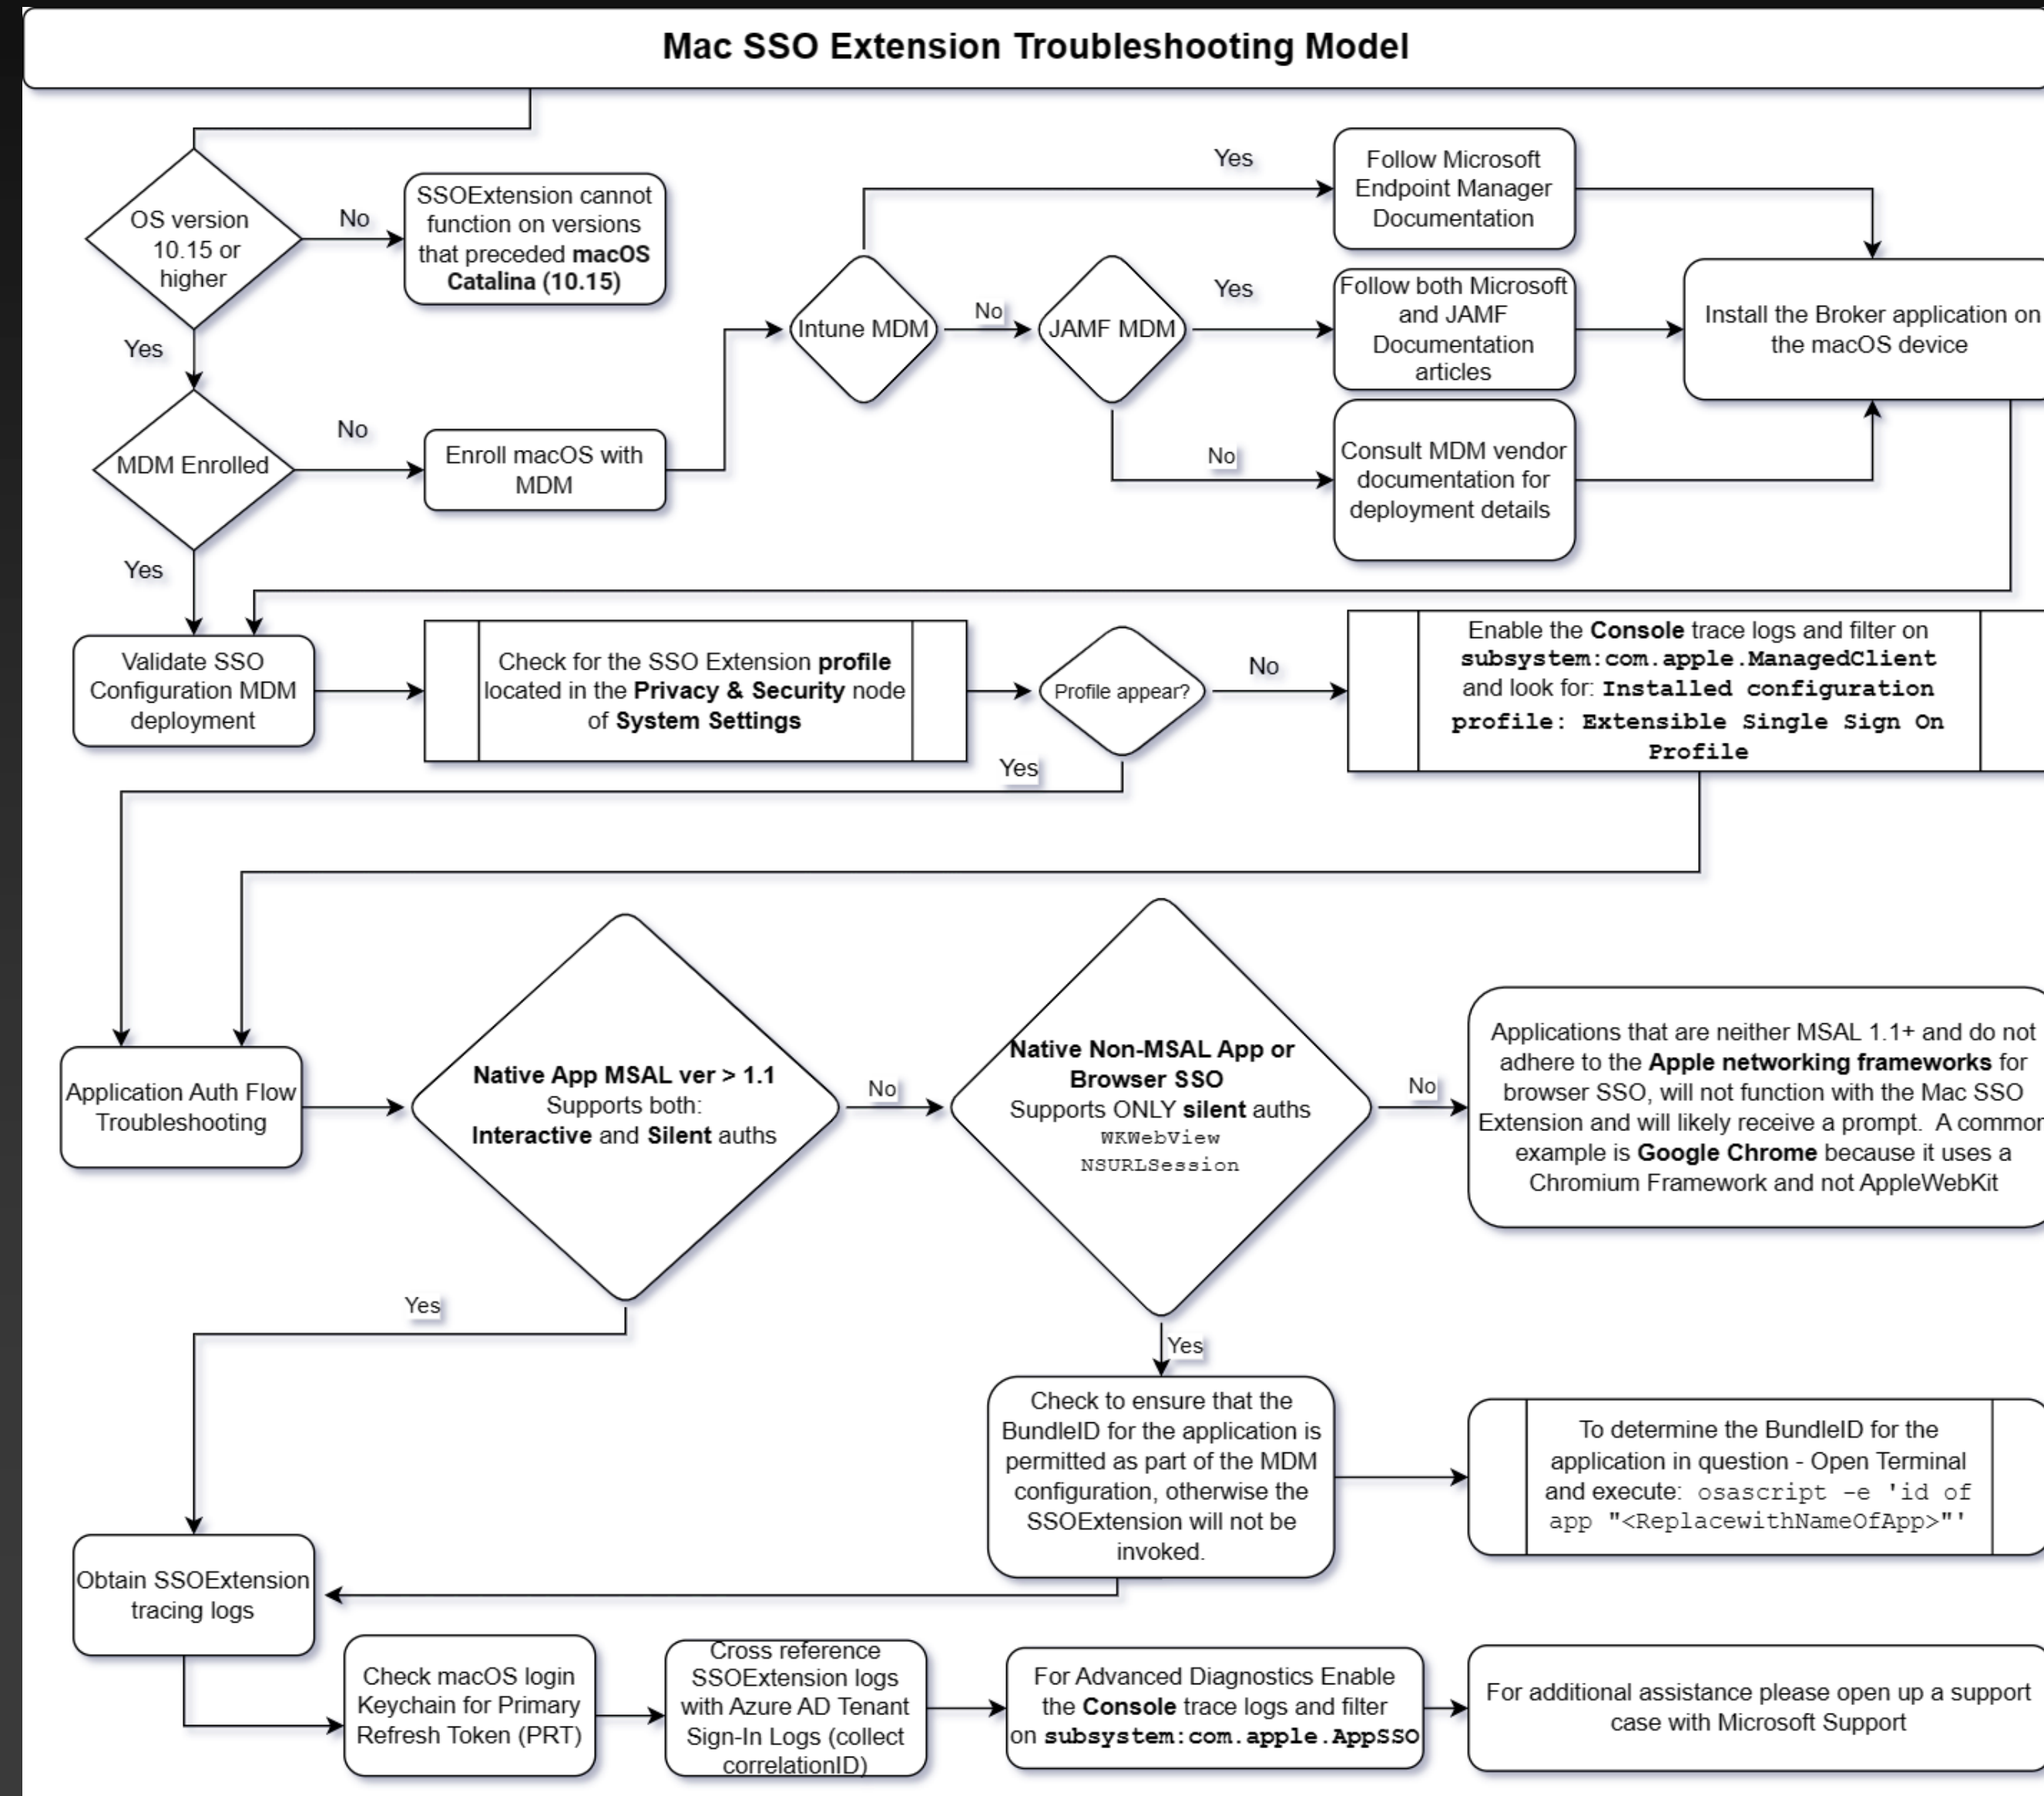 Mac SSO Extension Troubleshooting Model
OS version
10.15 or
higher
No
SSOExtension cannot
function on versions
that preceded macOS
Catalina (10.15)
Yes
MDM Enrolled
No
Enroll macOS with
MDM
Intune MDM
No
JAMF MDM
Yes
Follow Microsoft
Endpoint Manager
Documentation
Yes
Follow both Microsoft
and JAMF
Documentation
articles
No
Consult MDM vendor
documentation for
deployment details
Install the Broker application on
the macOS device
Yes
Validate SSO
Configuration MDM
deployment
Check for the SSO Extension profile
located in the Privacy & Security node
of System Settings
Profile appear?
No
Enable the Console trace logs and filter on
subsystem:com.apple.ManagedClient
and look for: Installed configuration
profile: Extensible Single Sign On
Profile
Yes
Application Auth Flow
Troubleshooting
Native App MSAL ver > 1.1
Supports both:
Interactive and Silent auths
No
Native Non-MSAL App or
Browser SSO
Supports ONLY silent auths
WKWebView
NSURLSession
No
Applications that are neither MSAL 1.1+ and do not
adhere to the Apple networking frameworks for
browser SSO, will not function with the Mac SSO
Extension and will likely receive a prompt. A common
example is Google Chrome because it uses a
Chromium Framework and not AppleWebKit
Yes
Yes
Check to ensure that the
BundleID for the application is
permitted as part of the MDM
configuration, otherwise the
SSOExtension will not be
invoked.
To determine the BundleID for the
application in question - Open Terminal
and execute: osascript -e 'id of
app "<ReplacewithNameOfApp>"'
Obtain SSOExtension
tracing logs
Check macOS login
Keychain for Primary
Refresh Token (PRT)
Cross reference
SSOExtension logs
with Azure AD Tenant
Sign-In Logs (collect
correlationID)
For Advanced Diagnostics Enable
the Console trace logs and filter
on subsystem:com.apple.AppSSO
For additional assistance please open up a support
case with Microsoft Support